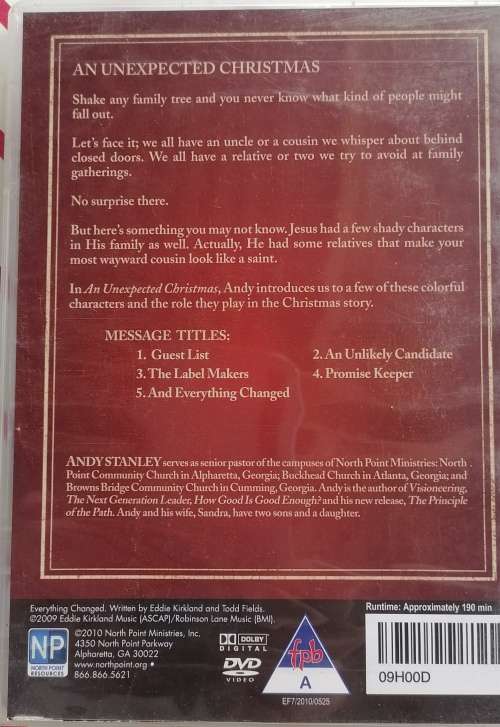 AN UNEXPECTED CHRISTMAS
Shake any family tree and you never know what kind of people might
fall out.
Let's face it; we all have an uncle or a cousin we whisper about behind
closed doors. We all have a relative or two we try to avoid at family
gatherings.
No surprise there.
But here's something you may not know. Jesus had a few shady characters
in His family as well. Actually, He had some relatives that make your
most wayward cousin look like a saint.
In An Unexpected Christmas, Andy introduces us to a few of these colorful
characters and the role they play in the Christmas story.
MESSAGE TITLES:
1. Guest List 2. An Unlikely Candidate
3. The Label Makers 4. Promise Keeper
5. And Everything Changed
ANDY STANLEY serves as senior pastor of the campuses of North Point Ministries: North
Point Community Church in Alpharetta, Georgia; Buckhead Church in Atlanta, Georgia; and
Browns Bridge Community Church in Cumming, Georgia. Andy is the author of Visioneering,
The Next Generation Leader, How Good Is Good Enough? and his new release, The Principle
of the Path. Andy and his wife, Sandra, have two sons and a daughter.
Everything Changed. Written by Eddie Kirkland and Todd Fields.
©2009 Eddie Kirkland Music (ASCAP)/Robinson Lane Music (BMI).
Runtime: Approximately 190 min
NP
NORTH POINT
RESOURCES
©2010 North Point Ministries, Inc.
4350 North Point Parkway
Alpharetta, GA 30022
www.northpoint.org •
866.866.5621
DOLBY
DIGITAL
DVD
VIDEO
fpb
A
EF7/2010/0525
09H00D